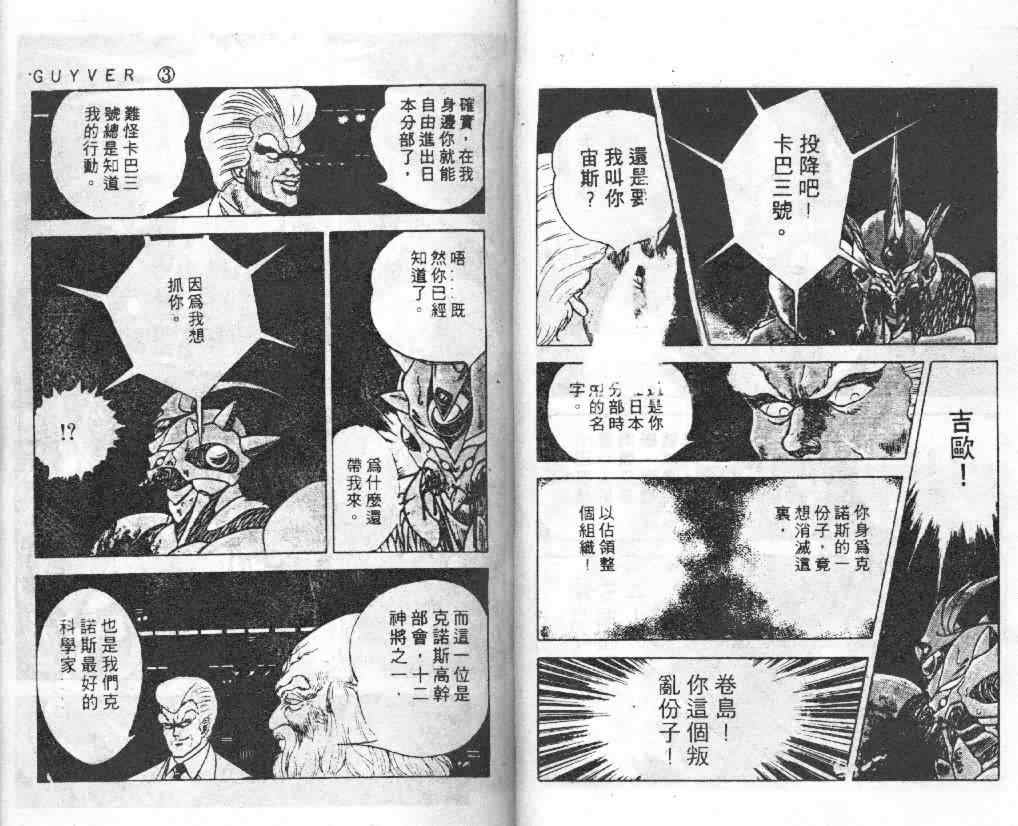 投降吧！
卡巴三號。
還是要
我叫你
宙斯？
吉歐！
是你
日本
分部時
用的名
字。
你身爲克
諾斯的一
份子，竟
想消滅這
裏，
以佔領整
個組織！
卷島！
你這個叛
亂份子！
GUYVER ③
確實，在我
身邊你就能
自由進出日
本分部了，
難怪卡巴三
號總是知道
我的行動。
唔……既
然你已經
知道了。
爲什麼還
帶我來。
因爲我想
抓你。
!?
而這一位是
克諾斯高幹
部會，十二
神將之一，
也是我們克
諾斯最好的
科學家……